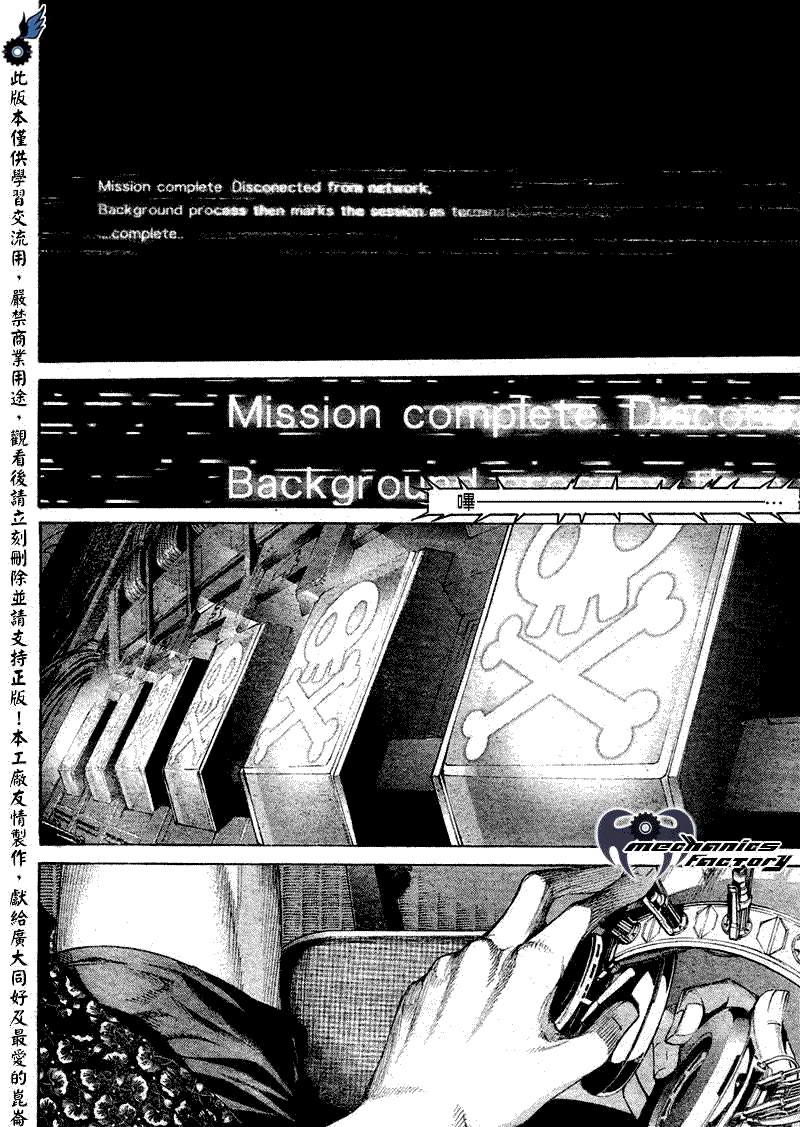 Mission complete Disconected from network,
Background process then marks the session as
...complete..
Mission complete. Discone
Background
嗶……
mechanics
factory
此版本僅供學習交流用，嚴禁商業用途，觀看後請立刻刪除並請支持正版！本工廠友情製作，獻給廣大同好及最愛的崑崙